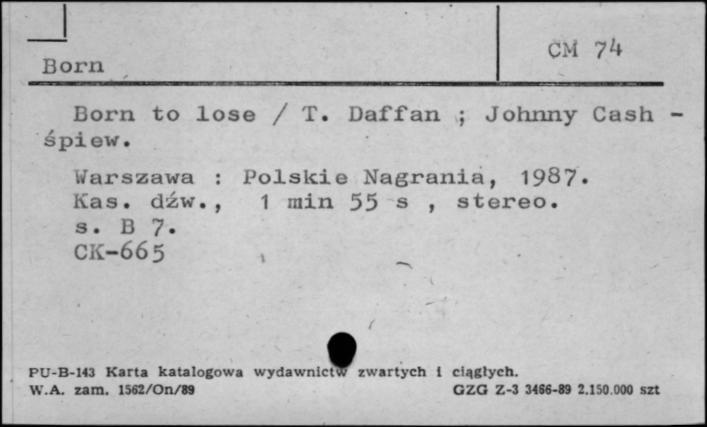 CM 74
Born
Born to lose / T. Daffan ; Johnny Cash -
śpiew.
Warszawa : Polskie Nagrania, 1987.
Kas. dźw., 1 min 55 s , stereo.
s. B 7.
CK-665
PU-B-143 Karta katalogowa wydawnictw zwartych i ciągłych.
W.A. zam. 1562/On/89 GZG Z-3 3466-89 2.150.000 szt